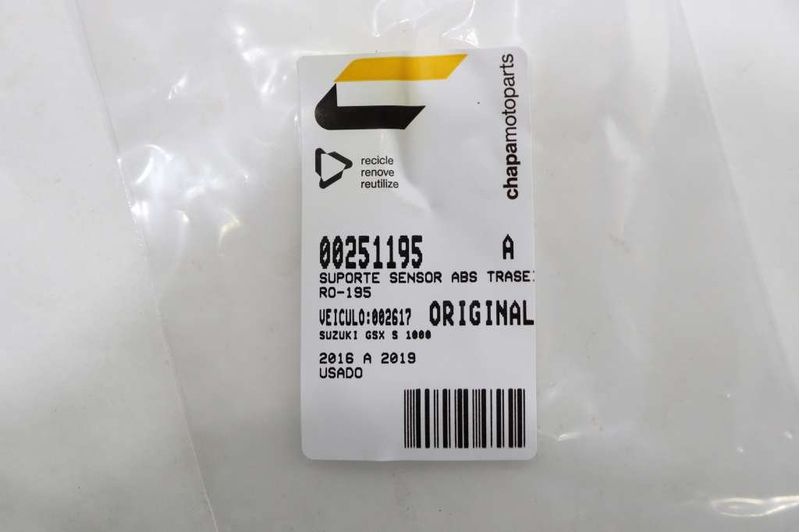 chapamotoparts
recicle
renove
reutilize
00251195 A
SUPORTE SENSOR ABS TRASEI
RO-195
VEICULO:002617 ORIGINAL
SUZUKI GSX S 1000
2016 A 2019
USADO